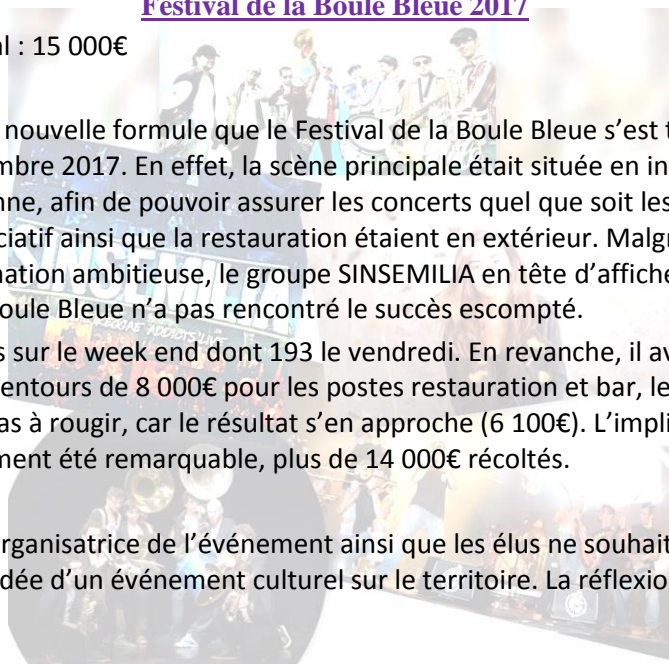 Festival de la Boule Bleue 2017
l : 15 000€
nouvelle formule que le Festival de la Boule Bleue s’est t
mbre 2017. En effet, la scène principale était située en in
nne, afin de pouvoir assurer les concerts quel que soit les
ciatif ainsi que la restauration étaient en extérieur. Malgr
nation ambitieuse, le groupe SINSEMILIA en tête d’affiche
oule Bleue n’a pas rencontré le succès escompté.
s sur le week end dont 193 le vendredi. En revanche, il av
entours de 8 000€ pour les postes restauration et bar, le
as à rougir, car le résultat s’en approche (6 100€). L’impli
ment été remarquable, plus de 14 000€ récoltés.
rganisatrice de l’événement ainsi que les élus ne souhait
dée d’un événement culturel sur le territoire. La réflexio
SINSEMILIA
REGGAE ADDICTS LIVE